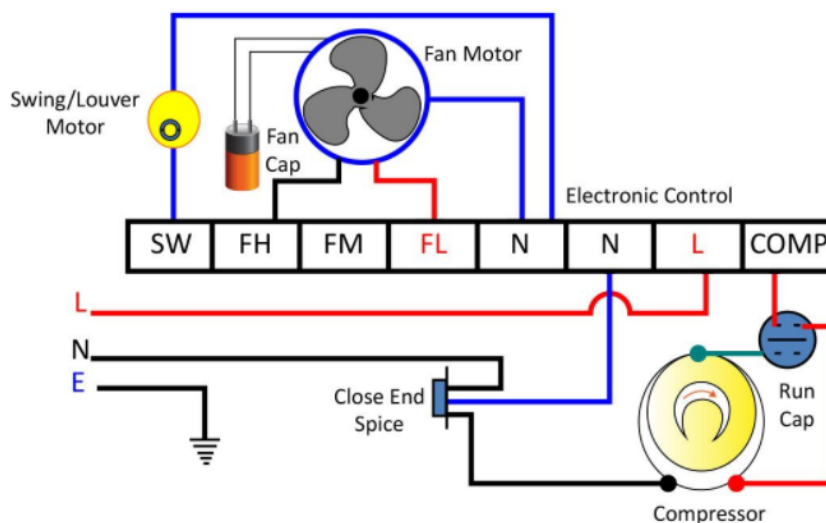 Fan Motor
Swing/Louver
Motor
Fan
Cap
Electronic Control
SW FH FM FL N N L COMP
L
N
E
Close End
Spice
Run
Cap
Compressor